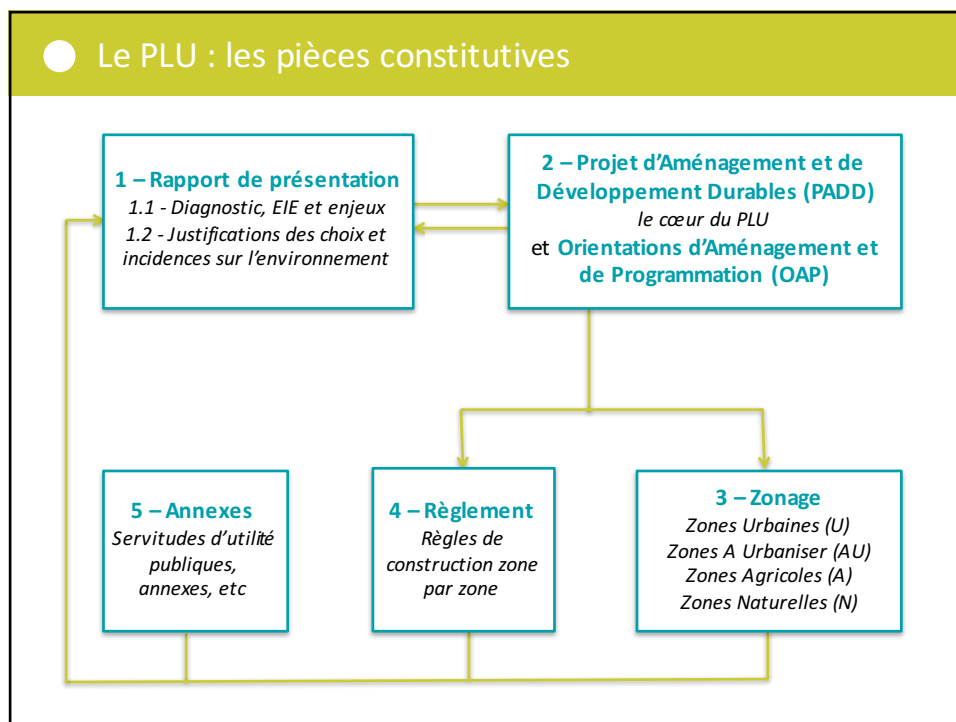 Le PLU : les pièces constitutives
1 – Rapport de présentation
1.1 - Diagnostic, EIE et enjeux
1.2 - Justifications des choix et
incidences sur l'environnement
2 – Projet d'Aménagement et de
Développement Durables (PADD)
le cœur du PLU
et Orientations d'Aménagement et
de Programmation (OAP)
5 – Annexes
Servitudes d'utilité
publiques,
annexes, etc
4 – Règlement
Règles de
construction zone
par zone
3 – Zonage
Zones Urbaines (U)
Zones A Urbaniser (AU)
Zones Agricoles (A)
Zones Naturelles (N)